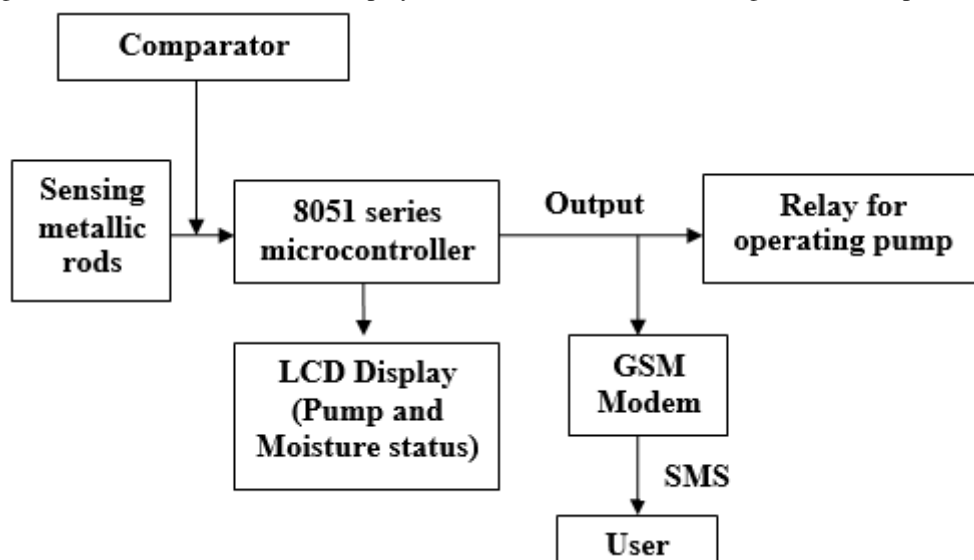 Comparator
Sensing
metallic
rods
8051 series
microcontroller
Output
Relay for
operating pump
LCD Display
(Pump and
Moisture status)
GSM
Modem
SMS
User